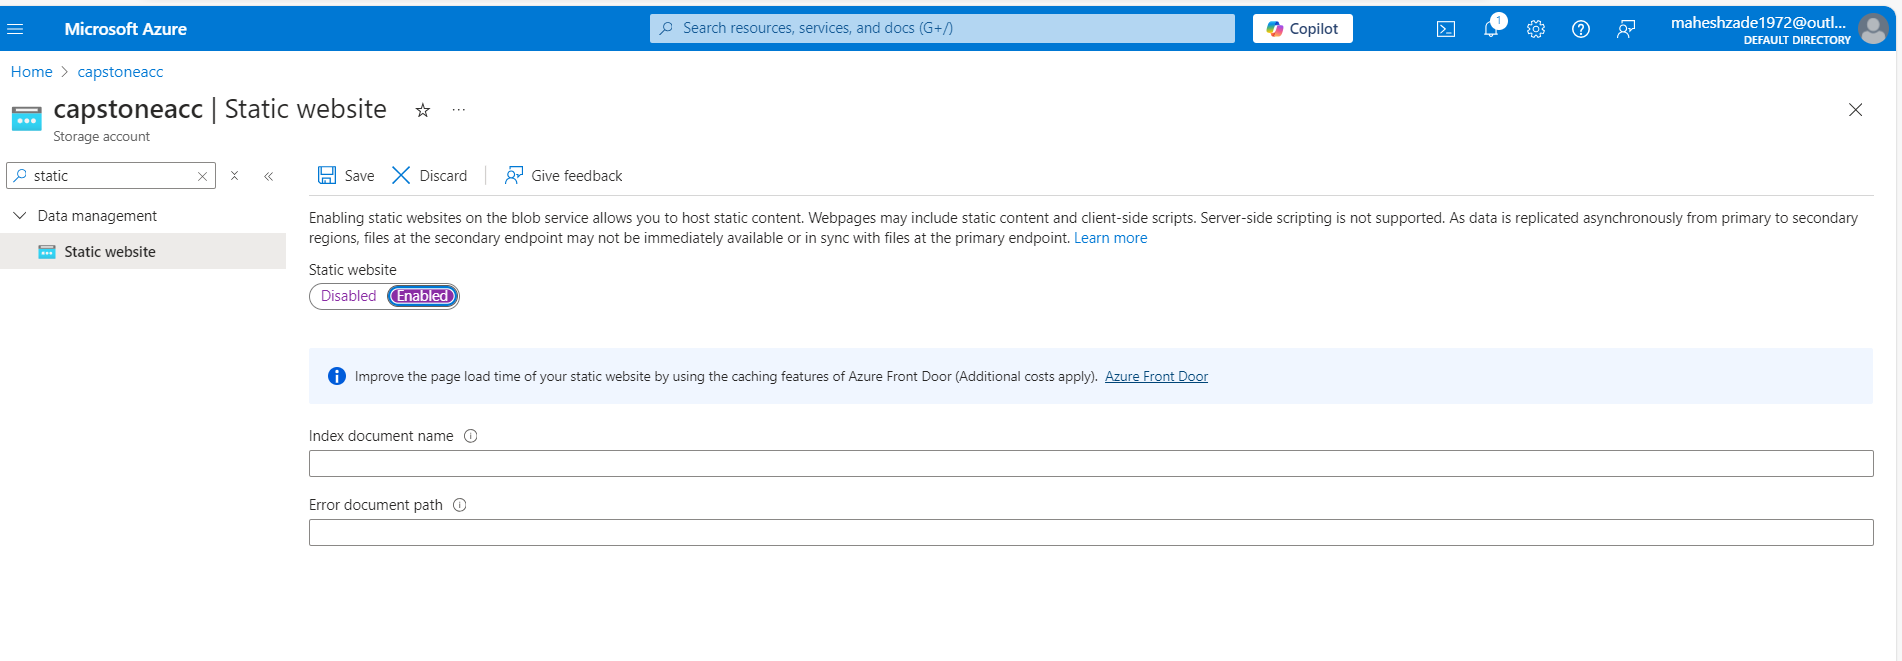 Microsoft Azure
Search resources, services, and docs (G+/)
Copilot
1
maheshzade1972@outl...
DEFAULT DIRECTORY
Home > capstoneacc
capstoneacc | Static website
Storage account
static
Save
Discard
Give feedback
Data management
Static website
Enabling static websites on the blob service allows you to host static content. Webpages may include static content and client-side scripts. Server-side scripting is not supported. As data is replicated asynchronously from primary to secondary
regions, files at the secondary endpoint may not be immediately available or in sync with files at the primary endpoint. Learn more
Static website
Disabled Enabled
Improve the page load time of your static website by using the caching features of Azure Front Door (Additional costs apply). Azure Front Door
Index document name
Error document path